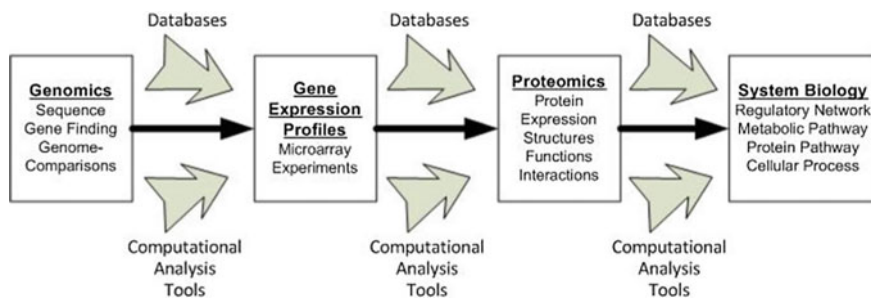 Databases
Databases
Databases
Genomics
Sequence
Gene Finding
Genome-
Comparisons
Gene
Expression
Profiles
Microarray
Experiments
Proteomics
Protein
Expression
Structures
Functions
Interactions
System Biology
Regulatory Network
Metabolic Pathway
Protein Pathway
Cellular Process
Computational
Analysis
Tools
Computational
Analysis
Tools
Computational
Analysis
Tools